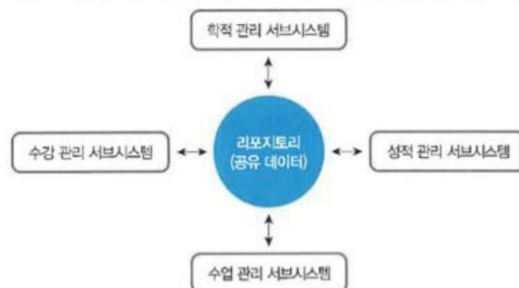 학적 관리 서브시스템
수강 관리 서브시스템
리포지토리
(공유 데이터)
성적 관리 서브시스템
수업 관리 서브시스템